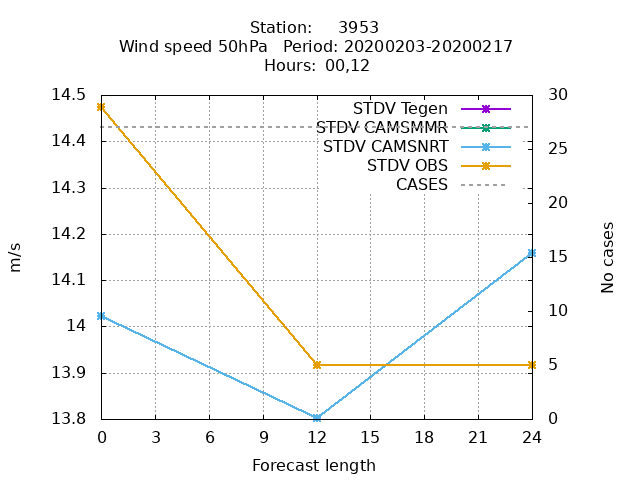 Station: 3953
Wind speed 50hPa Period: 20200203-20200217
Hours: 00,12
14.5
14.4
14.3
14.2
14.1
14
13.9
13.8
m/s
STDV Tegen
STDV CAMSMMR
STDV CAMSNRT
STDV OBS
CASES
30
25
20
15
10
5
0
No cases
0 3 6 9 12 15 18 21 24
Forecast length